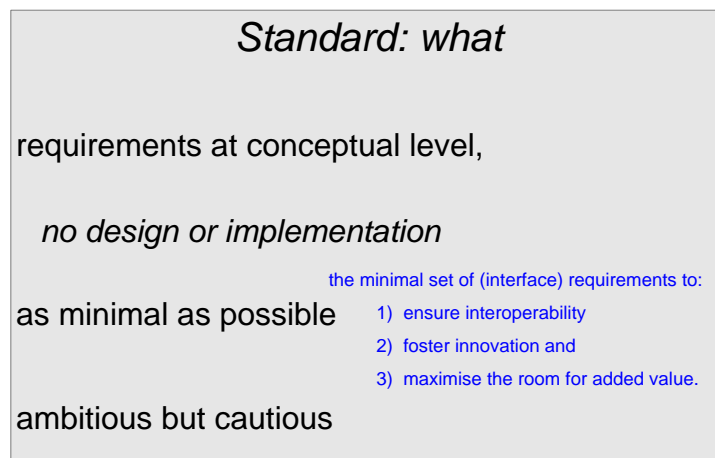 Standard: what
requirements at conceptual level,
no design or implementation
the minimal set of (interface) requirements to:
as minimal as possible
1) ensure interoperability
2) foster innovation and
3) maximise the room for added value.
ambitious but cautious